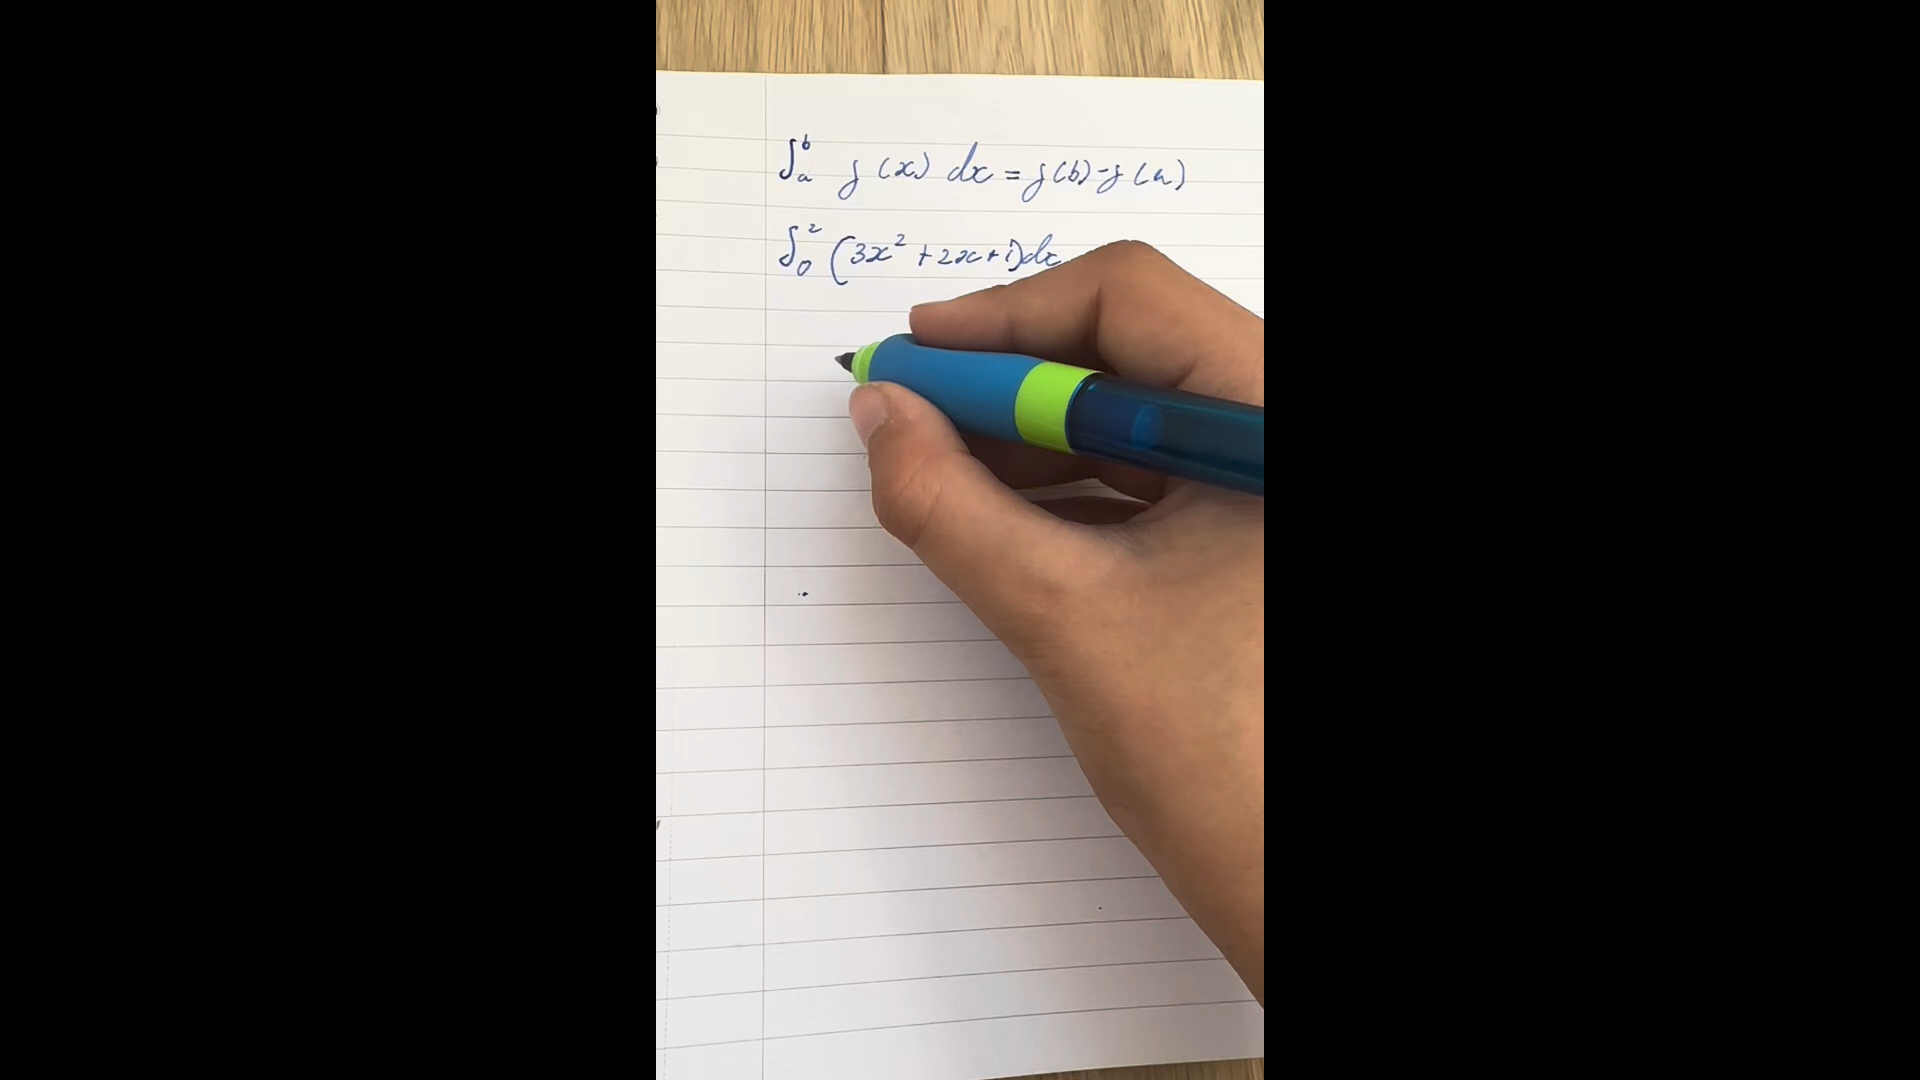 ∫ₐᵇ f(x) dx = f(b)-f(a)
∫₀² (3x² + 2x + 1)dx